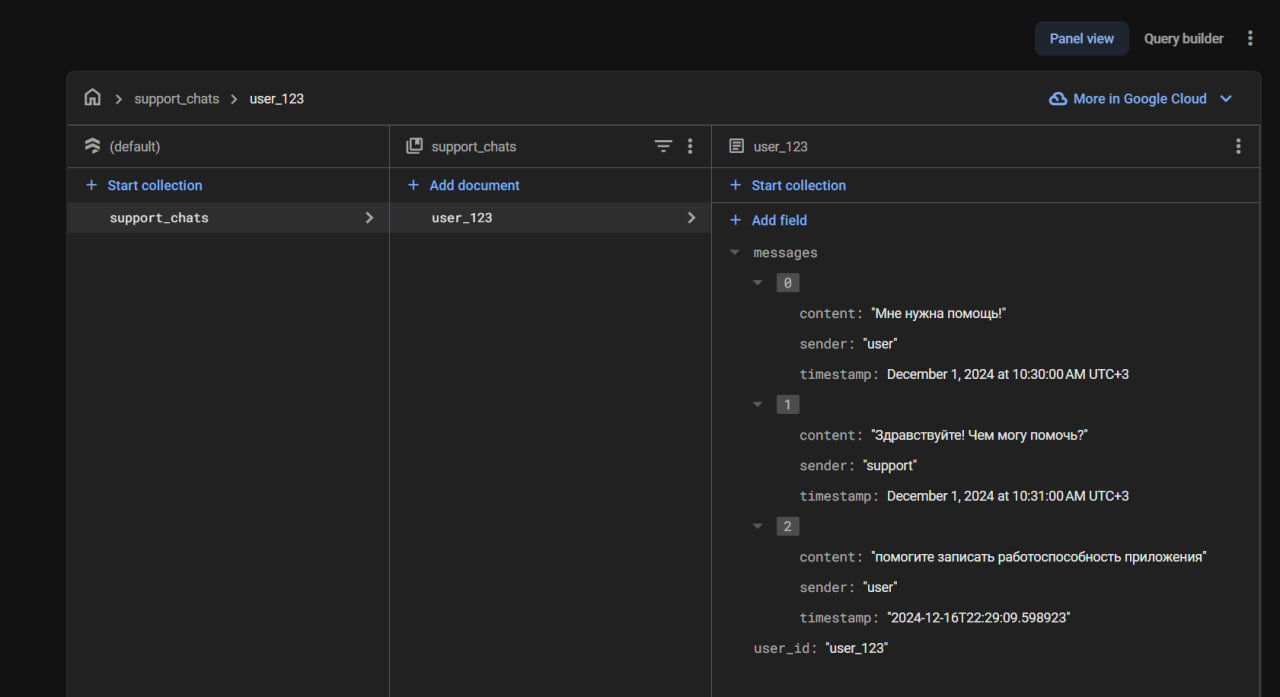 Panel view Query builder
support_chats user_123 More in Google Cloud
(default) support_chats user_123
+ Start collection + Add document + Start collection
support_chats user_123
+ Add field
messages
0
content: "Мне нужна помощь!"
sender: "user"
timestamp: December 1, 2024 at 10:30:00 AM UTC+3
1
content: "Здравствуйте! Чем могу помочь?"
sender: "support"
timestamp: December 1, 2024 at 10:31:00 AM UTC+3
2
content: "помогите записать работоспособность приложения"
sender: "user"
timestamp: "2024-12-16T22:29:09.598923"
user_id: "user_123"